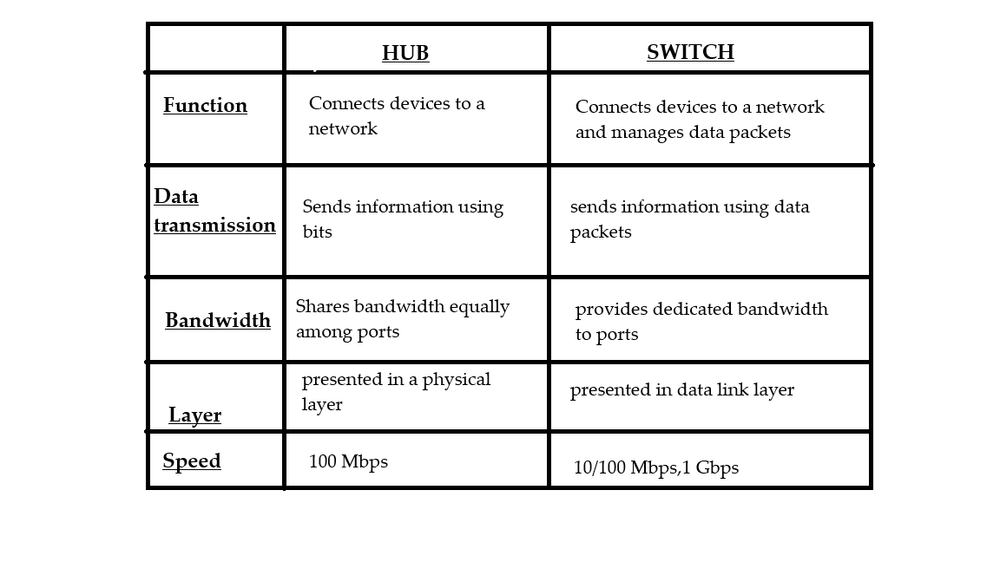 HUB
SWITCH
Function
Connects devices to a
network
Connects devices to a network
and manages data packets
Data
transmission
Sends information using
bits
sends information using data
packets
Bandwidth
Shares bandwidth equally
among ports
provides dedicated bandwidth
to ports
Layer
presented in a physical
layer
presented in data link layer
Speed
100 Mbps
10/100 Mbps,1 Gbps